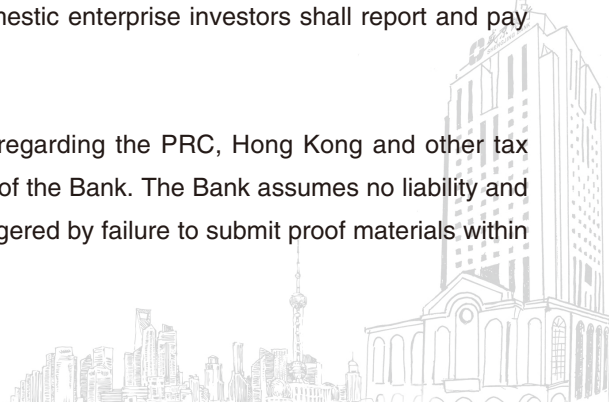 mestic enterprise investors shall report and pay
regarding the PRC, Hong Kong and other tax
of the Bank. The Bank assumes no liability and
gered by failure to submit proof materials within